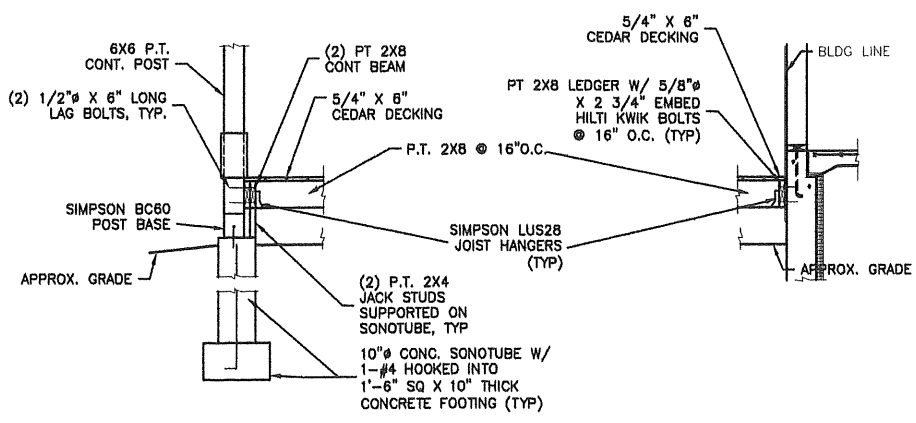 6X6 P.T.
CONT. POST
(2) PT 2X8
CONT BEAM
(2) 1/2"ø X 6" LONG
LAG BOLTS, TYP.
5/4" X 6"
CEDAR DECKING
5/4" X 6"
CEDAR DECKING
BLDG LINE
PT 2X8 LEDGER W/ 5/8"ø
X 2 3/4" EMBED
HILTI KWIK BOLTS
@ 16" O.C. (TYP)
P.T. 2X8 @ 16"O.C.
SIMPSON BC60
POST BASE
SIMPSON LUS28
JOIST HANGERS
(TYP)
APPROX. GRADE
APPROX. GRADE
(2) P.T. 2X4
JACK STUDS
SUPPORTED ON
SONOTUBE, TYP
10"ø CONC. SONOTUBE W/
1-#4 HOOKED INTO
1'-6" SQ X 10" THICK
CONCRETE FOOTING (TYP)